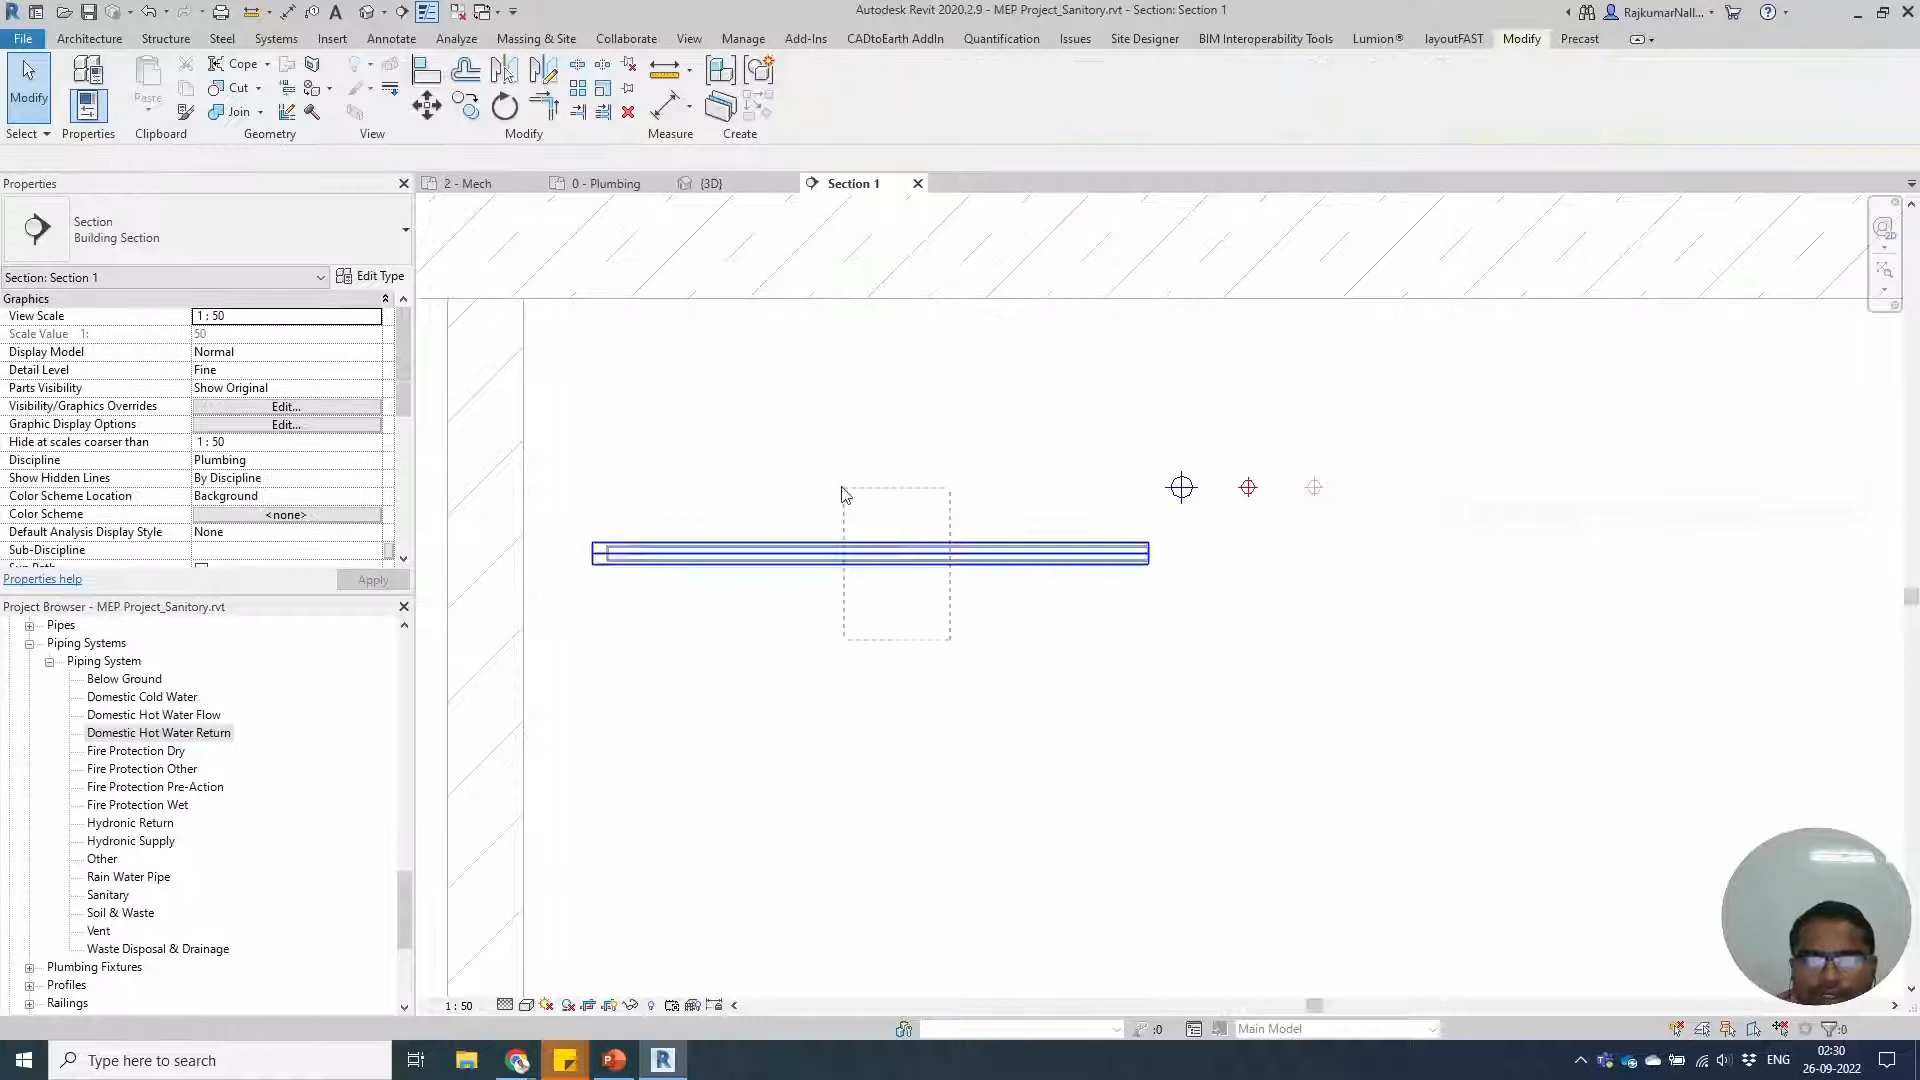 Autodesk Revit 2020.2.9 - MEP Project_Sanitory.rvt - Section: Section 1
RajkumarNall...
File Architecture Structure Steel Systems Insert Annotate Analyze Massing & Site Collaborate View Manage Add-Ins CADtoEarth AddIn Quantification Issues Site Designer BIM Interoperability Tools Lumion® layoutFAST Modify Precast
Modify
Paste
Cope
Cut
Join
Select Properties Clipboard Geometry View Modify Measure Create
Properties
2 - Mech 0 - Plumbing {3D} Section 1
Section
Building Section
Section: Section 1 Edit Type
Graphics
View Scale 1 : 50
Scale Value 1: 50
Display Model Normal
Detail Level Fine
Parts Visibility Show Original
Visibility/Graphics Overrides Edit...
Graphic Display Options Edit...
Hide at scales coarser than 1 : 50
Discipline Plumbing
Show Hidden Lines By Discipline
Color Scheme Location Background
Color Scheme <none>
Default Analysis Display Style None
Sub-Discipline
Sun Path
Properties help Apply
Project Browser - MEP Project_Sanitory.rvt
Pipes
Piping Systems
Piping System
Below Ground
Domestic Cold Water
Domestic Hot Water Flow
Domestic Hot Water Return
Fire Protection Dry
Fire Protection Other
Fire Protection Pre-Action
Fire Protection Wet
Hydronic Return
Hydronic Supply
Other
Rain Water Pipe
Sanitary
Soil & Waste
Vent
Waste Disposal & Drainage
Plumbing Fixtures
Profiles
Railings
1 : 50
:0 Main Model :0
Type here to search
ENG
02:30
26-09-2022